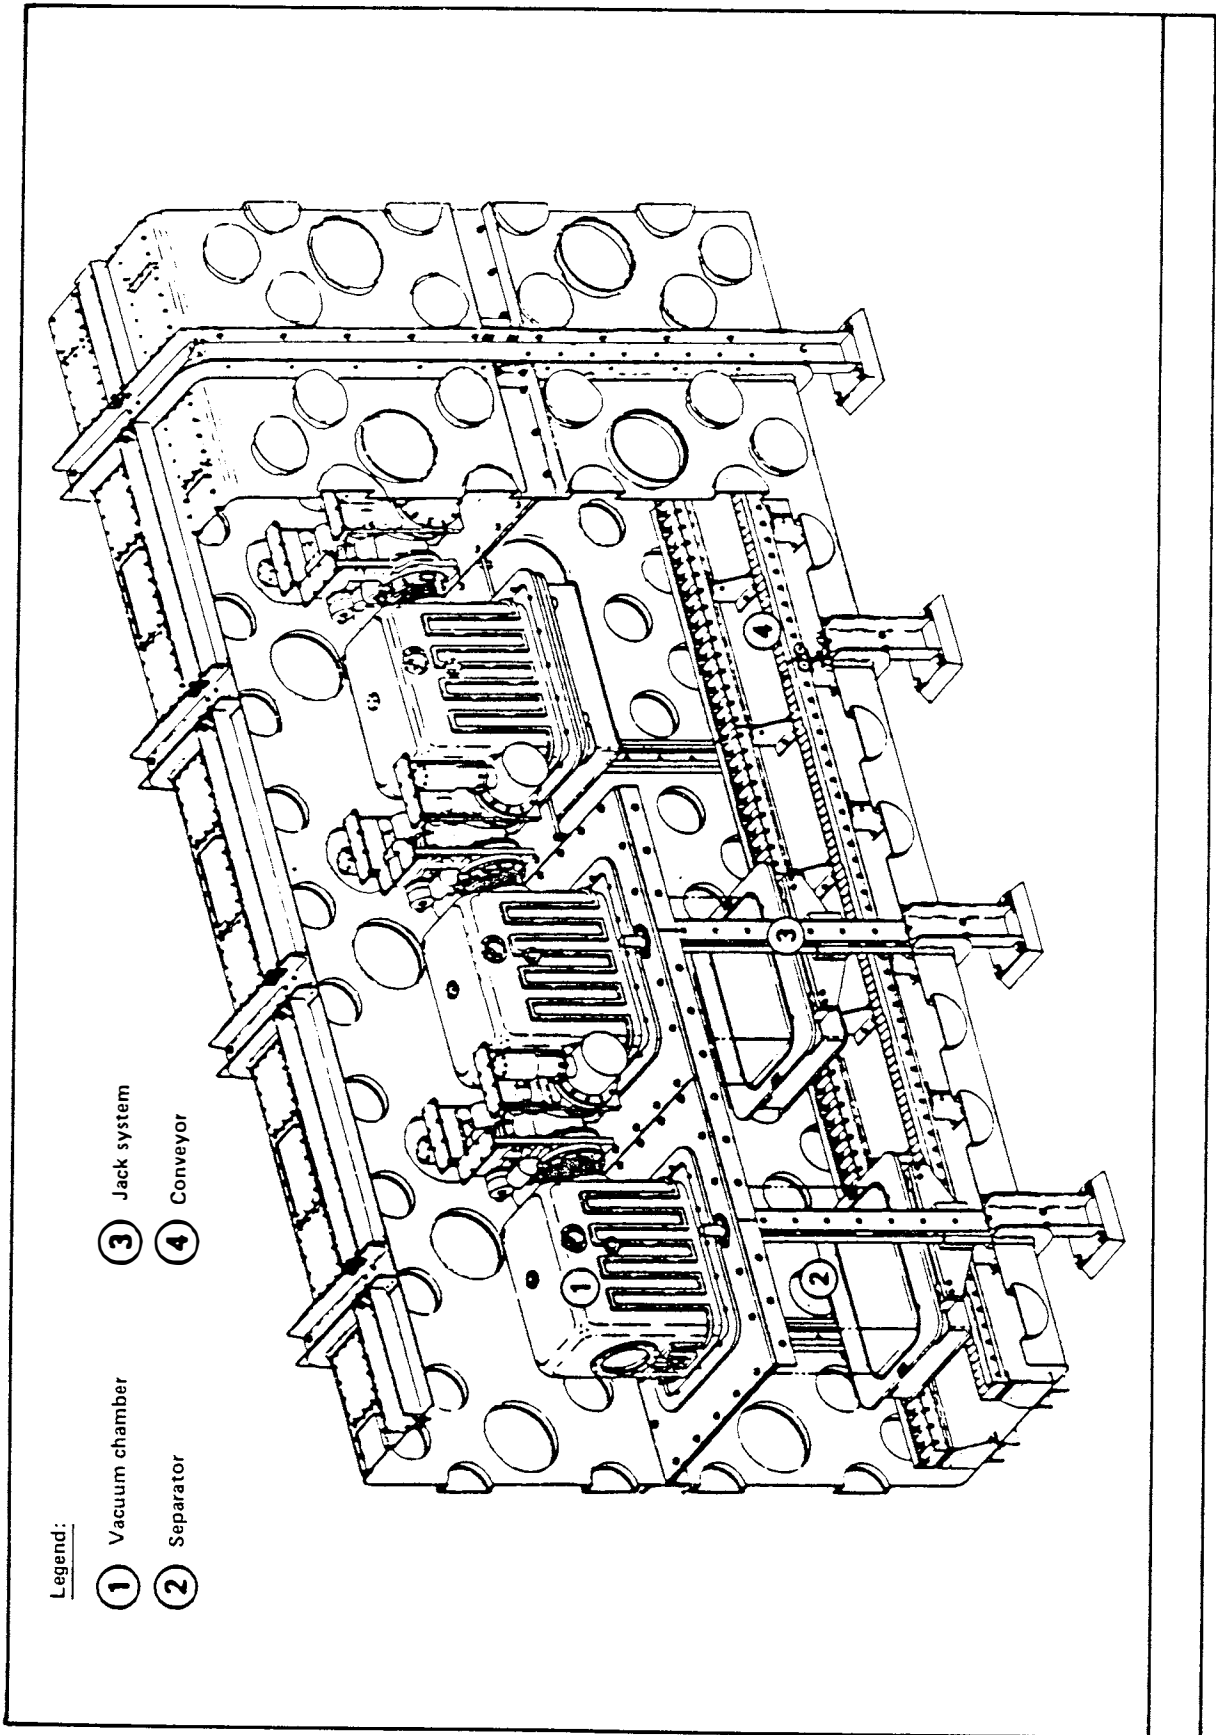 Legend:
1 Vacuum chamber
2 Separator
3 Jack system
4 Conveyor
1
2
3
4